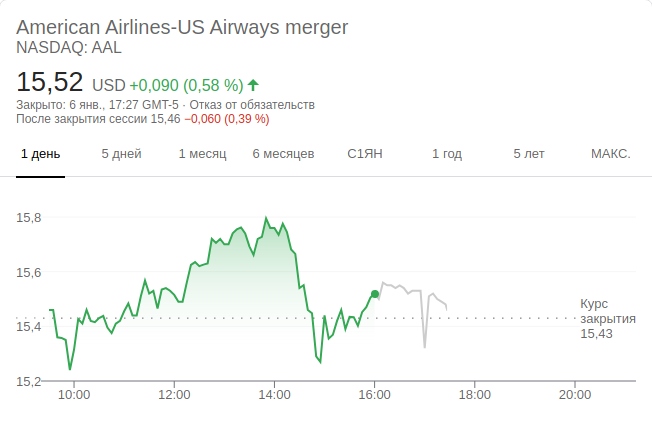 American Airlines-US Airways merger
NASDAQ: AAL
15,52 USD +0,090 (0,58 %)
Закрыто: 6 янв., 17:27 GMT-5 · Отказ от обязательств
После закрытия сессии 15,46 −0,060 (0,39 %)
1 день 5 дней 1 месяц 6 месяцев С1ЯН 1 год 5 лет МАКС.
15,8
15,6
15,4
15,2
Курс
закрытия
15,43
10:00 12:00 14:00 16:00 18:00 20:00